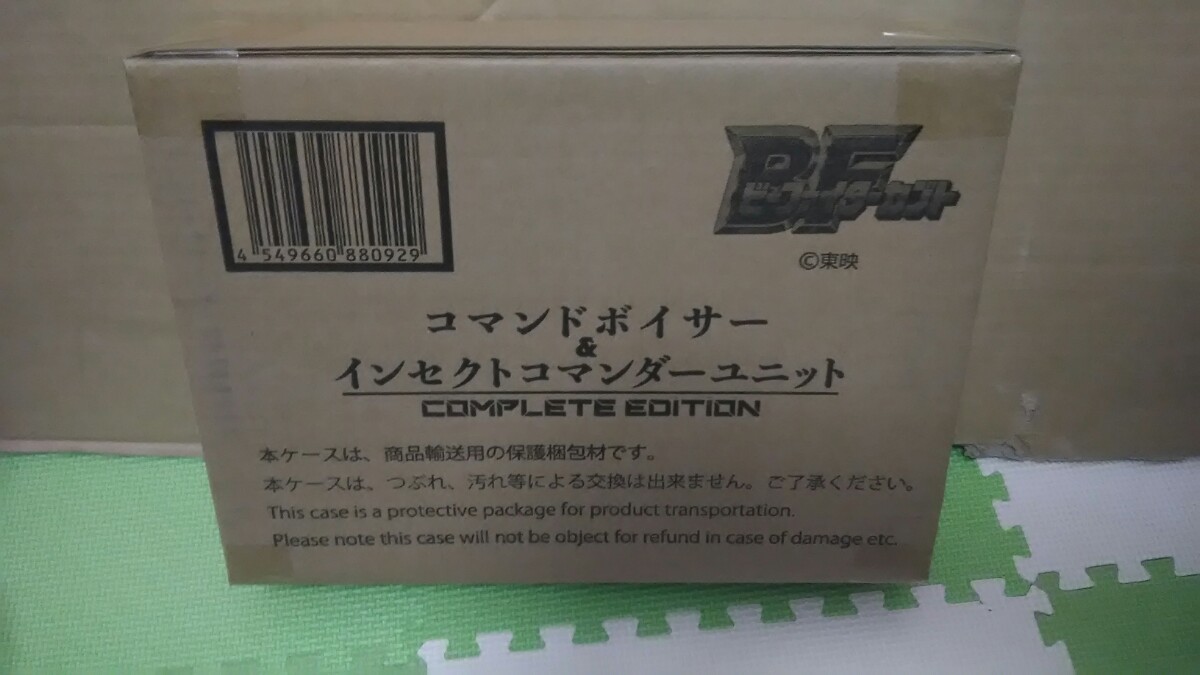 4 549660 880929
BF
ビーファイターカブト
©東映
コマンドボイサー
&
インセクトコマンダーユニット
COMPLETE EDITION
本ケースは、商品輸送用の保護梱包材です。
本ケースは、つぶれ、汚れ等による交換は出来ません。ご了承ください。
This case is a protective package for product transportation.
Please note this case will not be object for refund in case of damage etc.